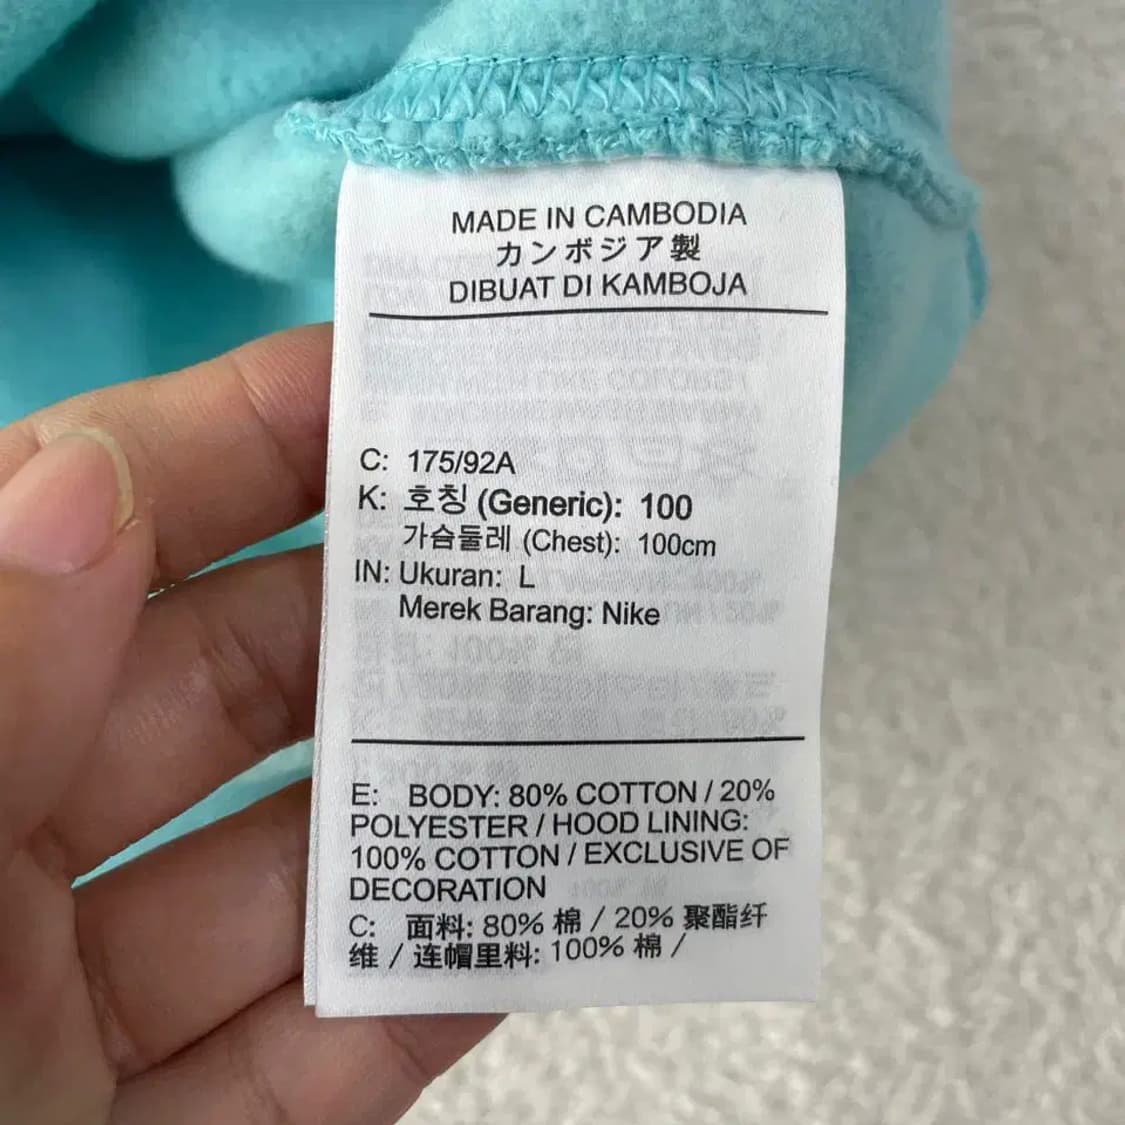 MADE IN CAMBODIA
カンボジア製
DIBUAT DI KAMBOJA
C: 175/92A
K: 호칭 (Generic): 100
가슴둘레 (Chest): 100cm
IN: Ukuran: L
Merek Barang: Nike
E: BODY: 80% COTTON / 20%
POLYESTER / HOOD LINING:
100% COTTON / EXCLUSIVE OF
DECORATION
C: 面料: 80% 棉 / 20% 聚酯纤
维 / 连帽里料: 100% 棉 /